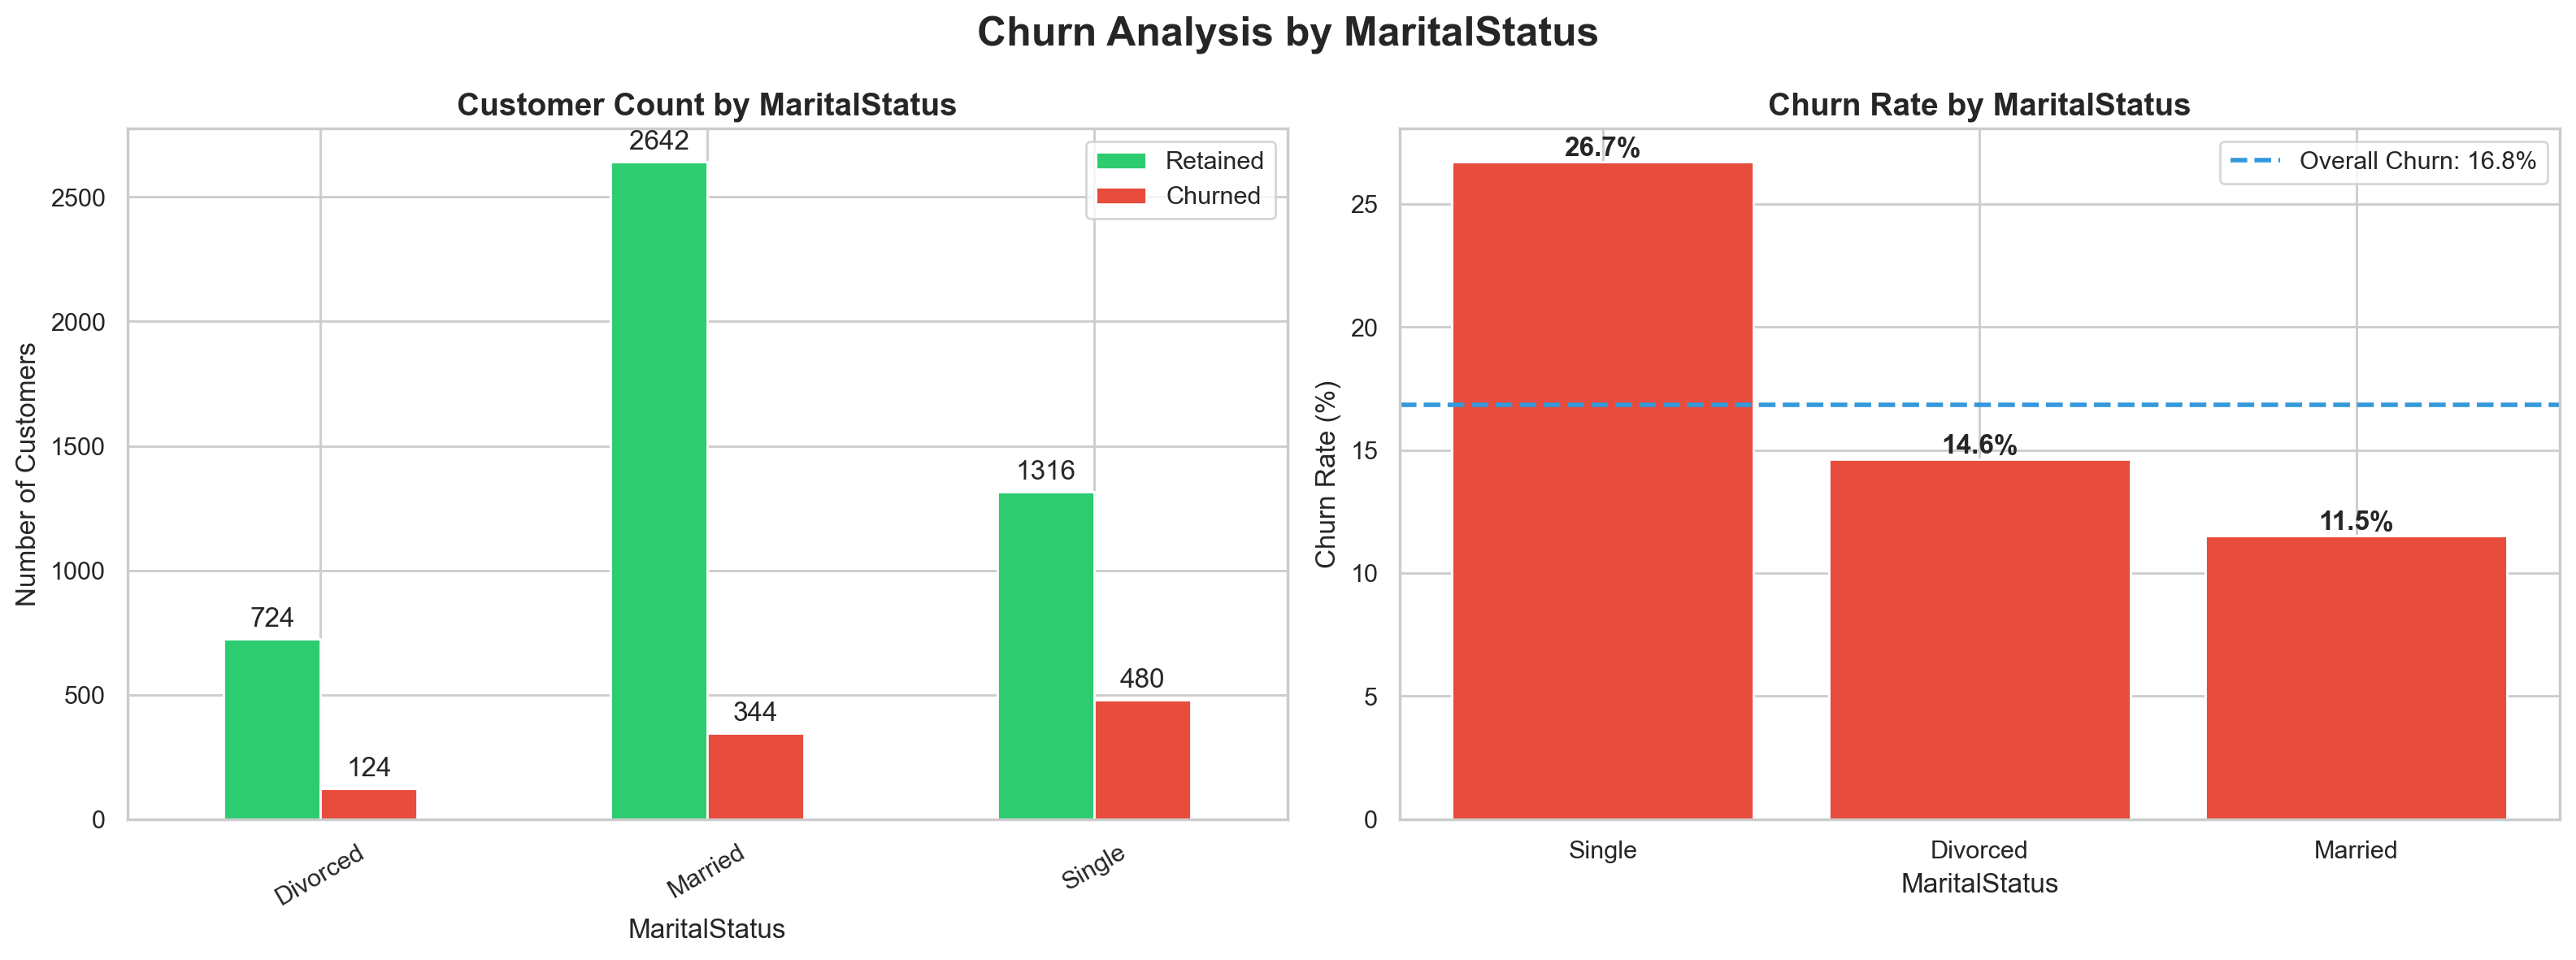 Churn Analysis by MaritalStatus
Customer Count by MaritalStatus
Number of Customers
2500
2000
1500
1000
500
0
2642
1316
724
480
344
124
Retained
Churned
Divorced
Married
Single
MaritalStatus
Churn Rate by MaritalStatus
Churn Rate (%)
25
20
15
10
5
0
26.7%
14.6%
11.5%
Overall Churn: 16.8%
Single
Divorced
Married
MaritalStatus